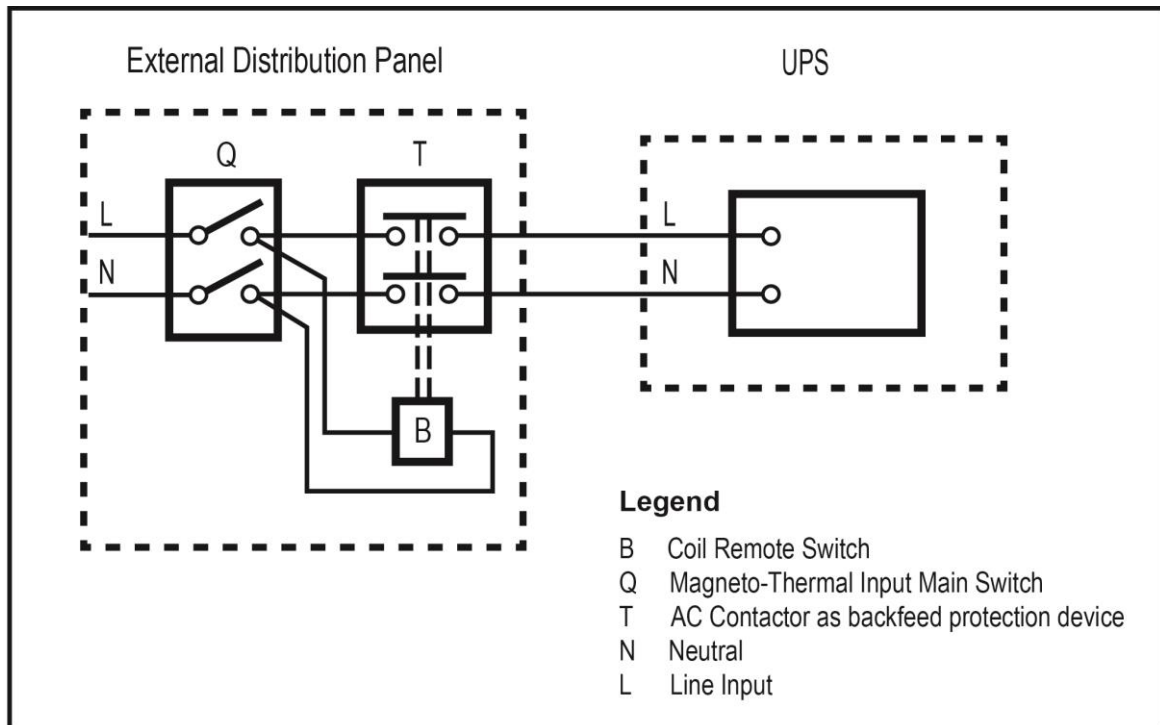 External Distribution Panel
UPS
Q
T
L
N
L
N
B
Legend
B Coil Remote Switch
Q Magneto-Thermal Input Main Switch
T AC Contactor as backfeed protection device
N Neutral
L Line Input